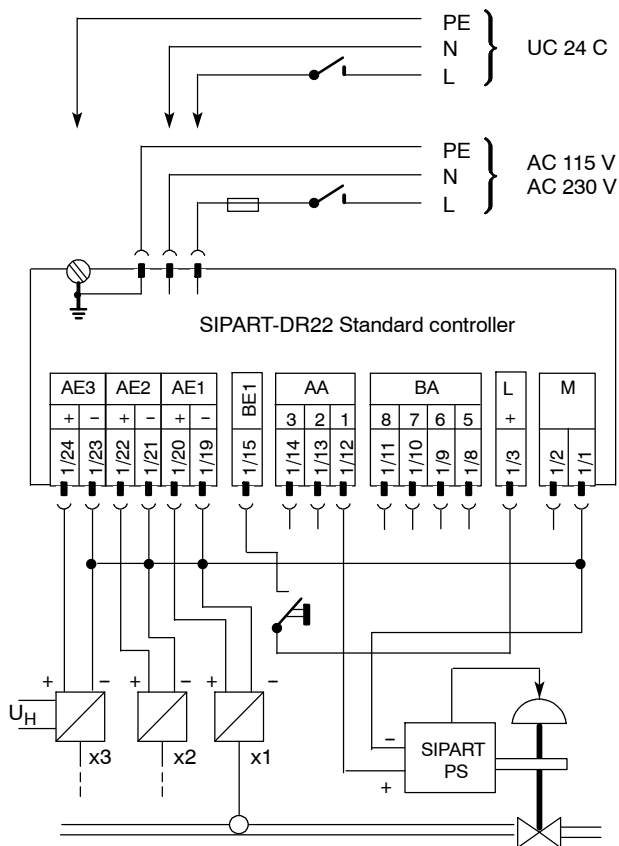 PE
N
L
UC 24 C
PE
N
L
AC 115 V
AC 230 V
SIPART-DR22 Standard controller
AE3 AE2 AE1 BE1 AA BA L M
+ − + − + − 3 2 1 8 7 6 5 +
1/24 1/23 1/22 1/21 1/20 1/19 1/15 1/14 1/13 1/12 1/11 1/10 1/9 1/8 1/3 1/2 1/1
+ − + − + −
UH
x3 x2 x1
−
+
SIPART
PS